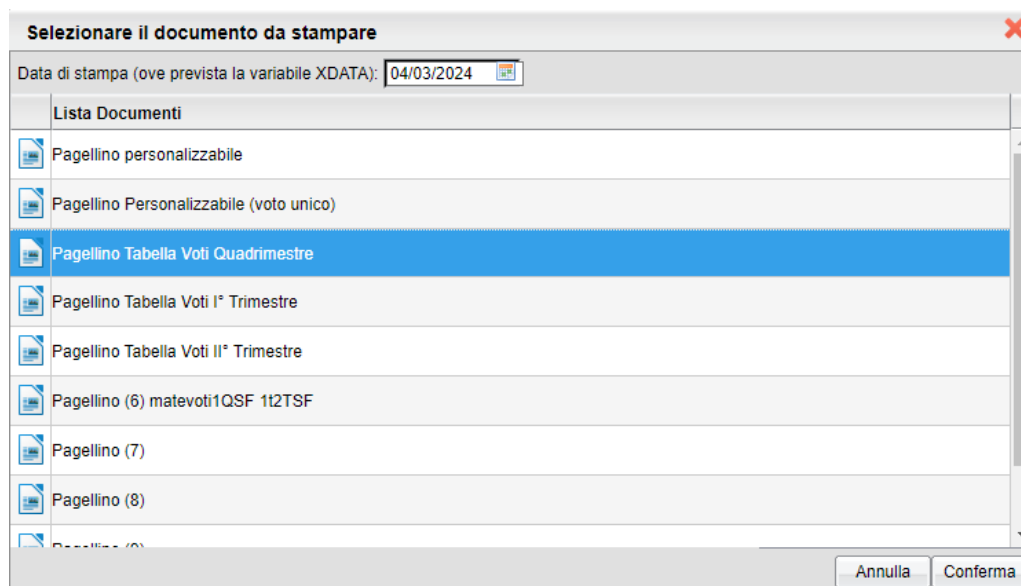 Selezionare il documento da stampare
Data di stampa (ove prevista la variabile XDATA): 04/03/2024
Lista Documenti
Pagellino personalizzabile
Pagellino Personalizzabile (voto unico)
Pagellino Tabella Voti Quadrimestre
Pagellino Tabella Voti I° Trimestre
Pagellino Tabella Voti II° Trimestre
Pagellino (6) matevoti1QSF 1t2TSF
Pagellino (7)
Pagellino (8)
Annulla Conferma